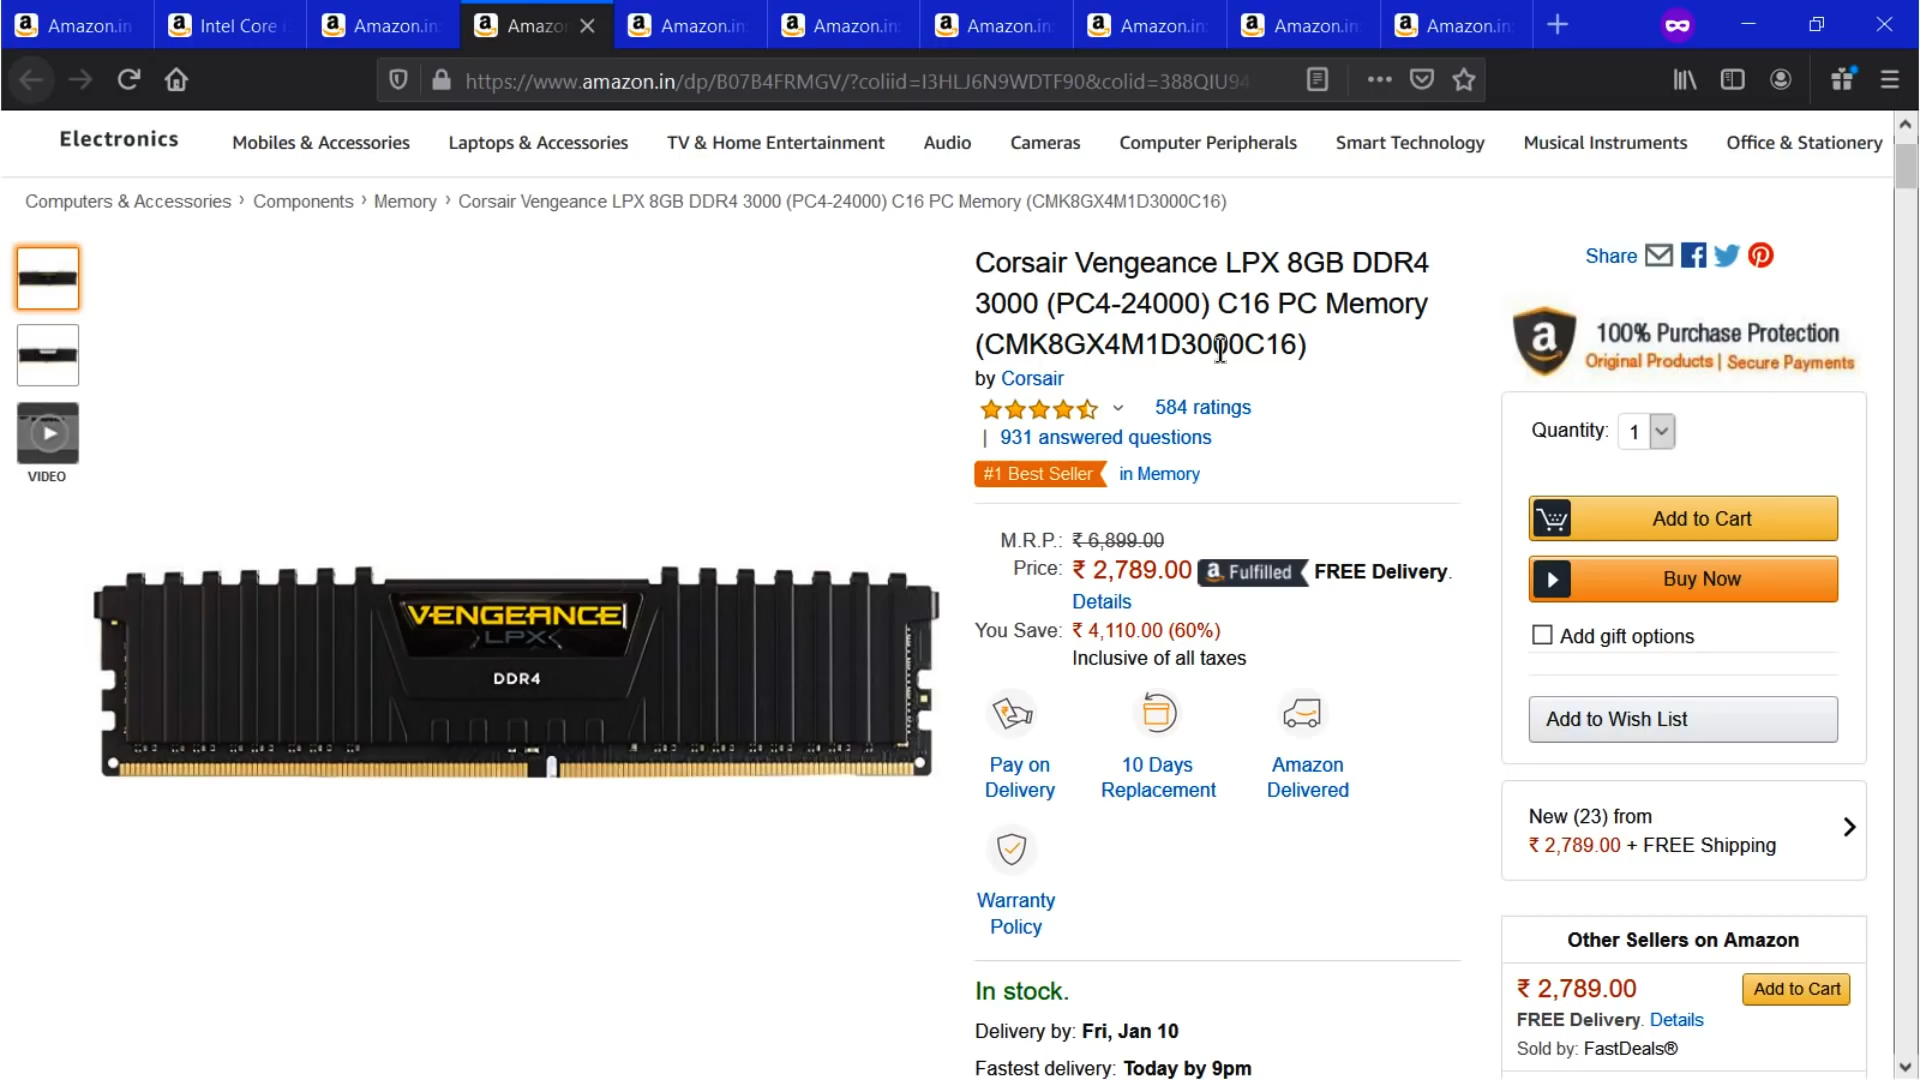 Amazon.in
Intel Core i
Amazon.in
Amazon
Amazon.in
Amazon.in
Amazon.in
Amazon.in
Amazon.in
Amazon.in
https://www.amazon.in/dp/B07B4FRMGV/?coliid=I3HLJ6N9WDTF90&colid=388QIU94
Electronics
Mobiles & Accessories
Laptops & Accessories
TV & Home Entertainment
Audio
Cameras
Computer Peripherals
Smart Technology
Musical Instruments
Office & Stationery
Computers & Accessories › Components › Memory › Corsair Vengeance LPX 8GB DDR4 3000 (PC4-24000) C16 PC Memory (CMK8GX4M1D3000C16)
VIDEO
VENGEANCE
LPX
DDR4
Corsair Vengeance LPX 8GB DDR4
3000 (PC4-24000) C16 PC Memory
(CMK8GX4M1D3000C16)
by Corsair
584 ratings
| 931 answered questions
#1 Best Seller in Memory
M.R.P.: ₹ 6,899.00
Price: ₹ 2,789.00 a Fulfilled FREE Delivery.
Details
You Save: ₹ 4,110.00 (60%)
Inclusive of all taxes
Pay on
Delivery
10 Days
Replacement
Amazon
Delivered
Warranty
Policy
In stock.
Delivery by: Fri, Jan 10
Fastest delivery: Today by 9pm
Share
a
100% Purchase Protection
Original Products | Secure Payments
Quantity: 1
Add to Cart
Buy Now
Add gift options
Add to Wish List
New (23) from
₹ 2,789.00 + FREE Shipping
Other Sellers on Amazon
₹ 2,789.00
Add to Cart
FREE Delivery. Details
Sold by: FastDeals®